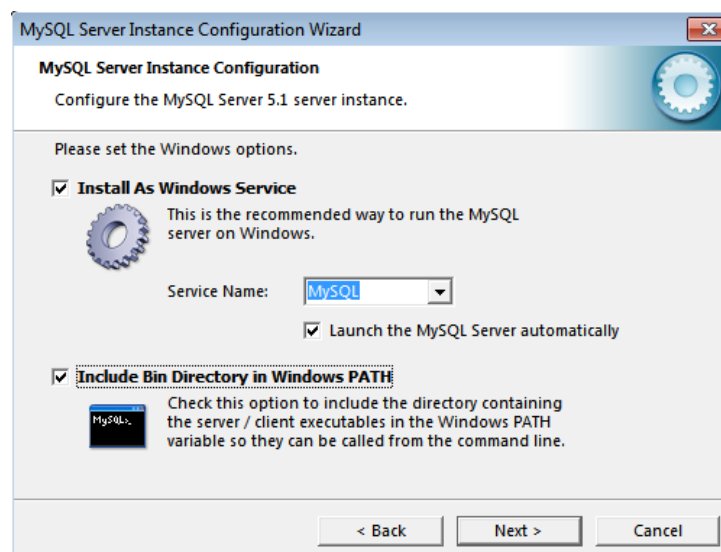 MySQL Server Instance Configuration Wizard
MySQL Server Instance Configuration
Configure the MySQL Server 5.1 server instance.
Please set the Windows options.
Install As Windows Service
This is the recommended way to run the MySQL
server on Windows.
Service Name: MySQL
Launch the MySQL Server automatically
Include Bin Directory in Windows PATH
MySQL>_
Check this option to include the directory containing
the server / client executables in the Windows PATH
variable so they can be called from the command line.
< Back Next > Cancel